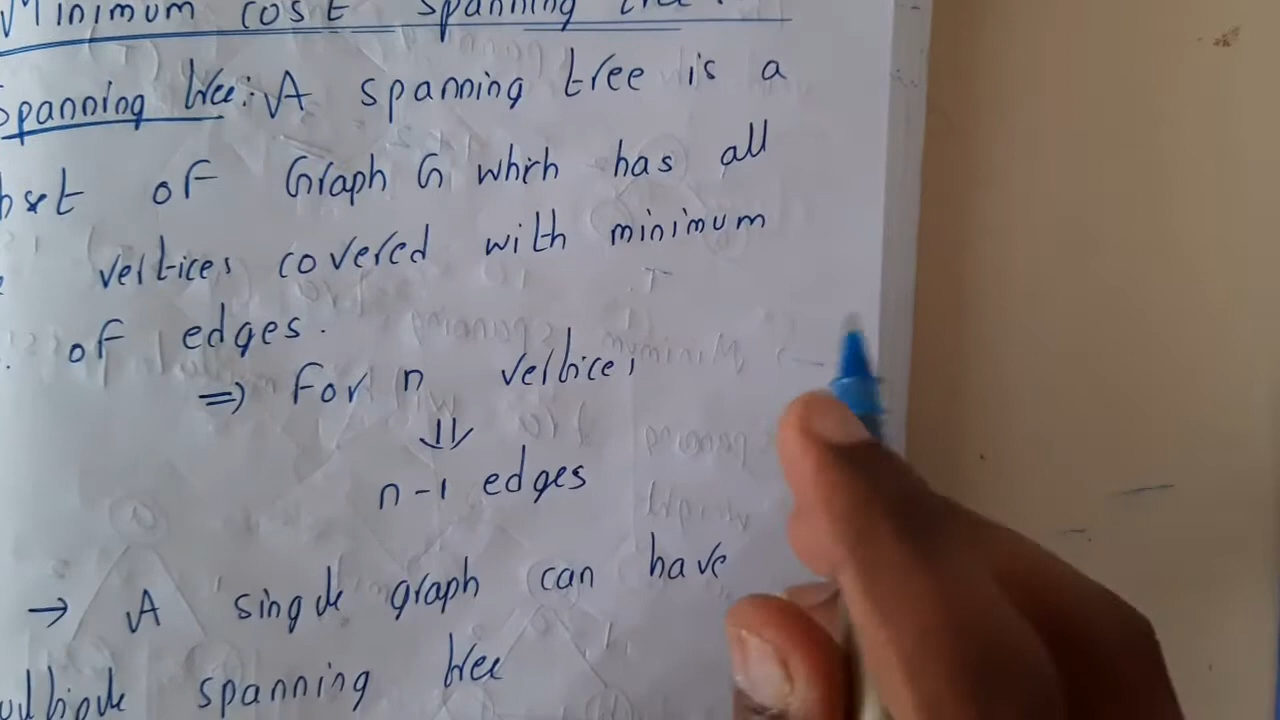 Minimum cost spanning tree:
Spanning tree: A spanning tree is a
of Graph G which has all
vertices covered with minimum
of edges.
=> For n vertices
⇓
n-1 edges
→ A single graph can have
spanning tree